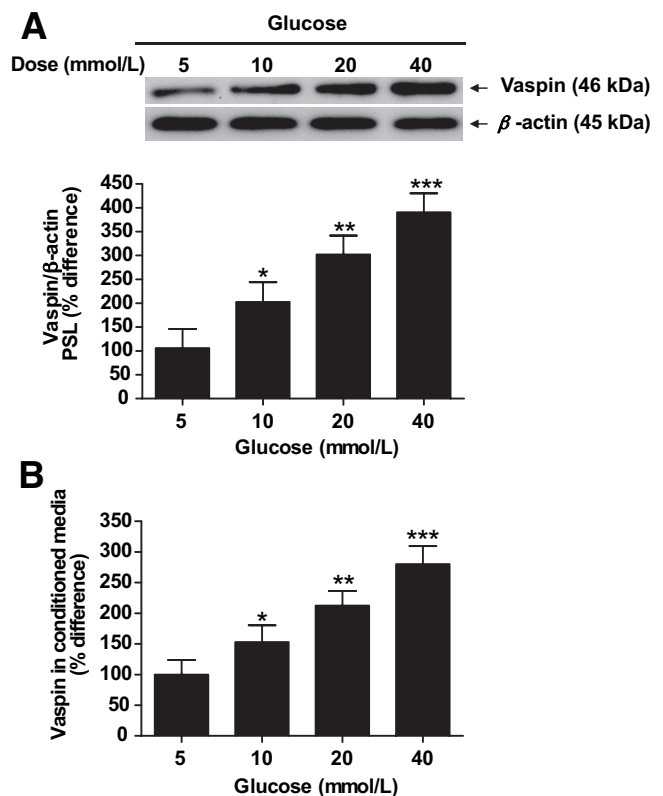 A
Glucose
Dose (mmol/L) 5 10 20 40
← Vaspin (46 kDa)
← β-actin (45 kDa)
Vaspin/β-actin
PSL (% difference)
450
400
350
300
250
200
150
100
50
0
*
**
***
5 10 20 40
Glucose (mmol/L)
B
Vaspin in conditioned media
(% difference)
350
300
250
200
150
100
50
0
*
**
***
5 10 20 40
Glucose (mmol/L)